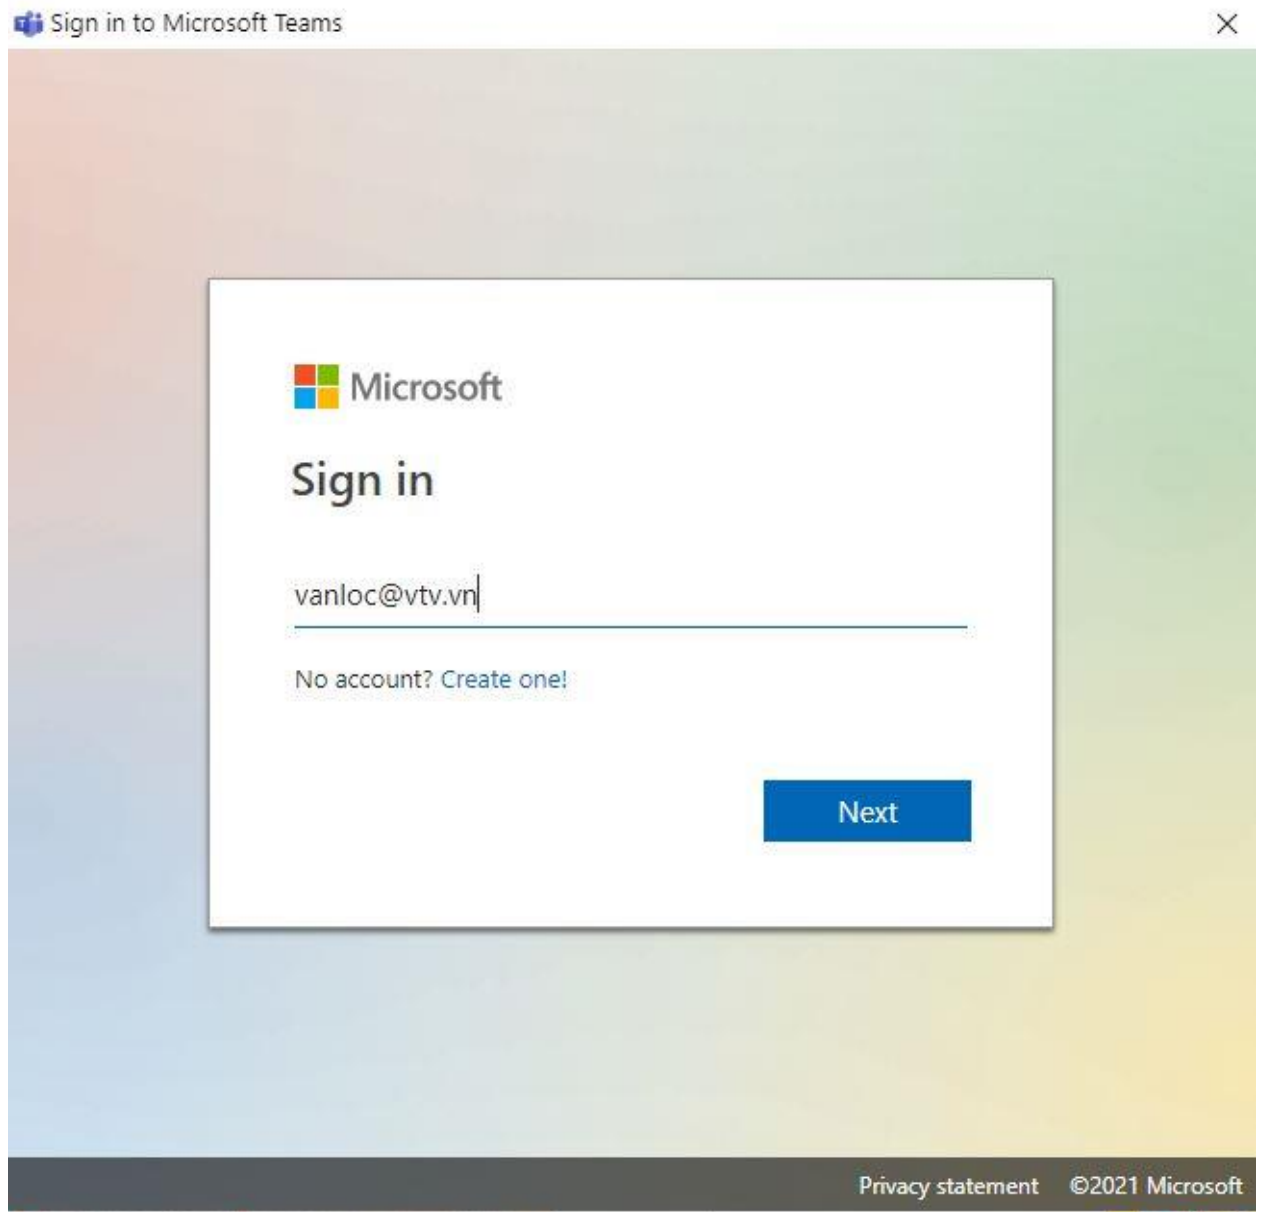 Sign in to Microsoft Teams
Microsoft
Sign in
vanloc@vtv.vn
No account? Create one!
Next
Privacy statement ©2021 Microsoft